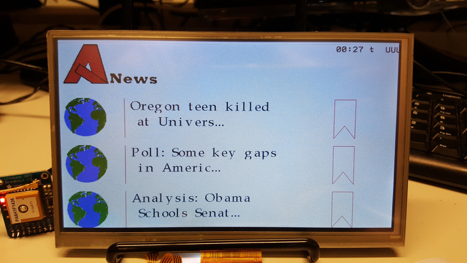 00:27 t UUU
A News
Oregon teen killed
at Univers...
Poll: Some key gaps
in Americ...
Analysis: Obama
Schools Senat...